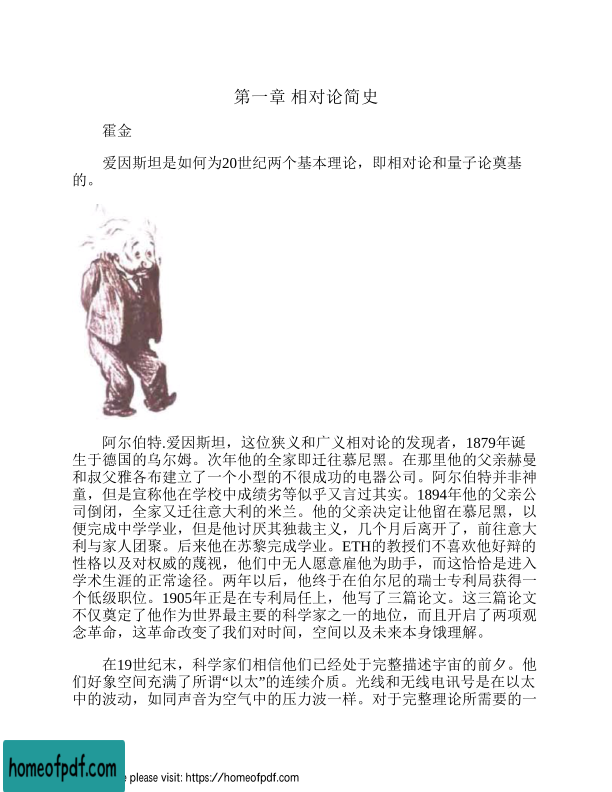 第一章 相对论简史
霍金
爱因斯坦是如何为20世纪两个基本理论，即相对论和量子论奠基
的。
阿尔伯特.爱因斯坦，这位狭义和广义相对论的发现者，1879年诞
生于德国的乌尔姆。次年他的全家即迁往慕尼黑。在那里他的父亲赫曼
和叔父雅各布建立了一个小型的不很成功的电器公司。阿尔伯特并非神
童，但是宣称他在学校中成绩劣等似乎又言过其实。1894年他的父亲公
司倒闭，全家又迁往意大利的米兰。他的父亲决定让他留在慕尼黑，以
便完成中学学业，但是他讨厌其独裁主义，几个月后离开了，前往意大
利与家人团聚。后来他在苏黎完成学业。ETH的教授们不喜欢他好辩的
性格以及对权威的蔑视，他们中无人愿意雇他为助手，而这恰恰是进入
学术生涯的正常途径。两年以后，他终于在伯尔尼的瑞士专利局获得一
个低级职位。1905年正是在专利局任上，他写了三篇论文。这三篇论文
不仅奠定了他作为世界最主要的科学家之一的地位，而且开启了两项观
念革命，这革命改变了我们对时间，空间以及未来本身饿理解。
在19世纪末，科学家们相信他们已经处于完整描述宇宙的前夕。他
们好象空间充满了所谓“以太”的连续介质。光线和无线电讯号是在以太
中的波动，如同声音为空气中的压力波一样。对于完整理论所需要的一
homeofpdf.com
e please visit: https://homeofpdf.com